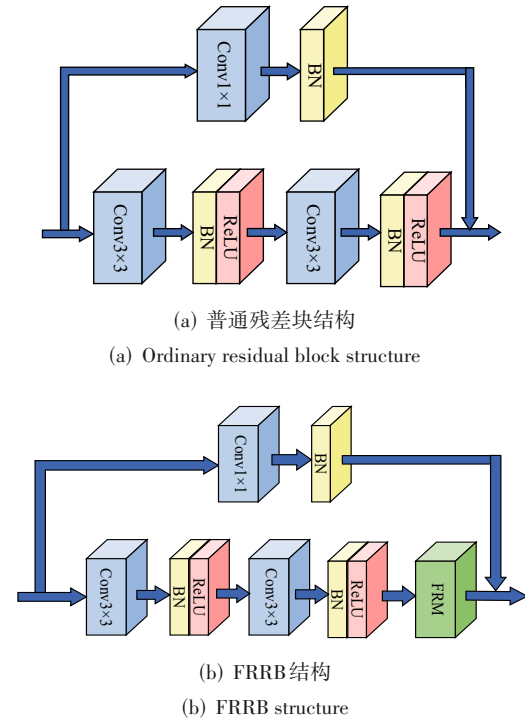 Conv1×1
BN
Conv3×3
BN
ReLU
Conv3×3
BN
ReLU
(a) 普通残差块结构
(a) Ordinary residual block structure
Conv1×1
BN
Conv3×3
BN
ReLU
Conv3×3
BN
ReLU
FRM
(b) FRRB结构
(b) FRRB structure